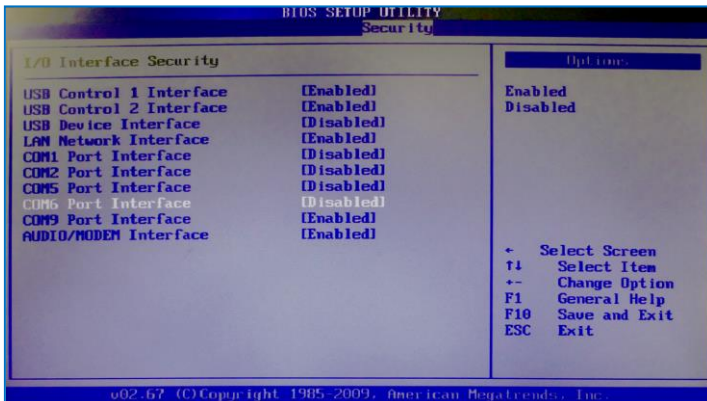 BIOS SETUP UTILITY
Security
I/O Interface Security
USB Control 1 Interface [Enabled]
USB Control 2 Interface [Enabled]
USB Device Interface [Disabled]
LAN Network Interface [Enabled]
COM1 Port Interface [Disabled]
COM2 Port Interface [Disabled]
COM5 Port Interface [Disabled]
COM6 Port Interface [Disabled]
COM9 Port Interface [Enabled]
AUDIO/MODEM Interface [Enabled]
Options
Enabled
Disabled
← Select Screen
↑↓ Select Item
+- Change Option
F1 General Help
F10 Save and Exit
ESC Exit
v02.67 (C)Copyright 1985-2009, American Megatrends, Inc.